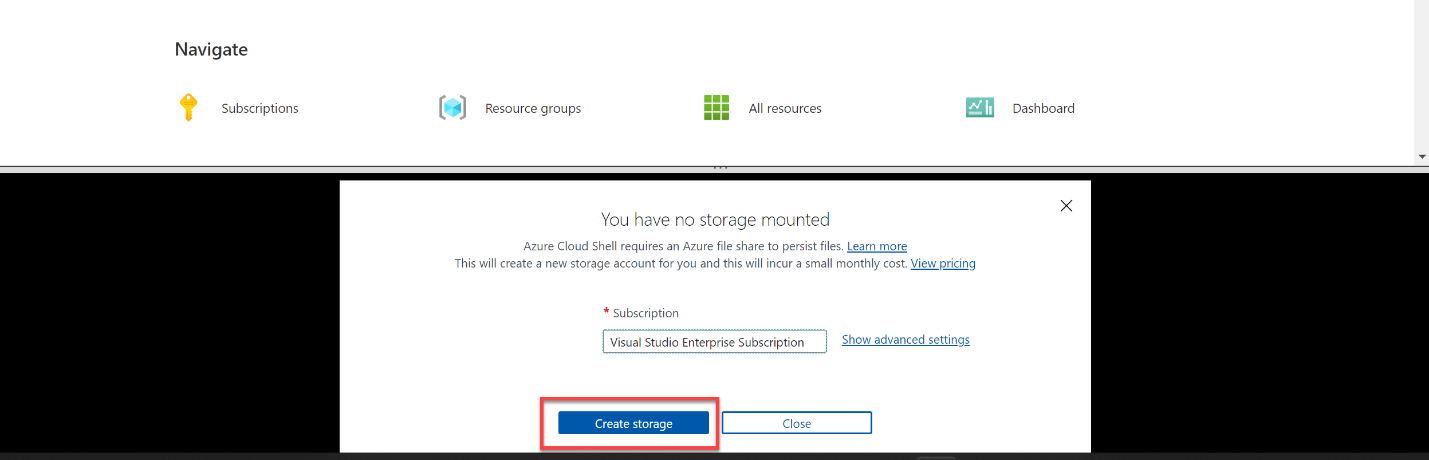 Navigate
Subscriptions
Resource groups
All resources
Dashboard
You have no storage mounted
Azure Cloud Shell requires an Azure file share to persist files. Learn more
This will create a new storage account for you and this will incur a small monthly cost. View pricing
* Subscription
Visual Studio Enterprise Subscription
Show advanced settings
Create storage
Close